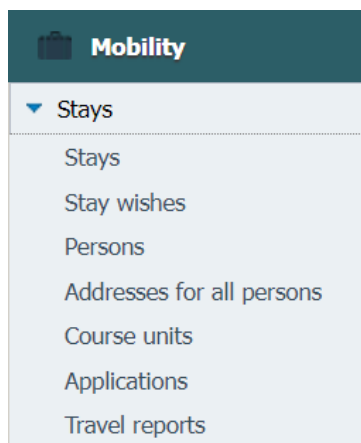 Mobility
Stays
Stays
Stay wishes
Persons
Addresses for all persons
Course units
Applications
Travel reports